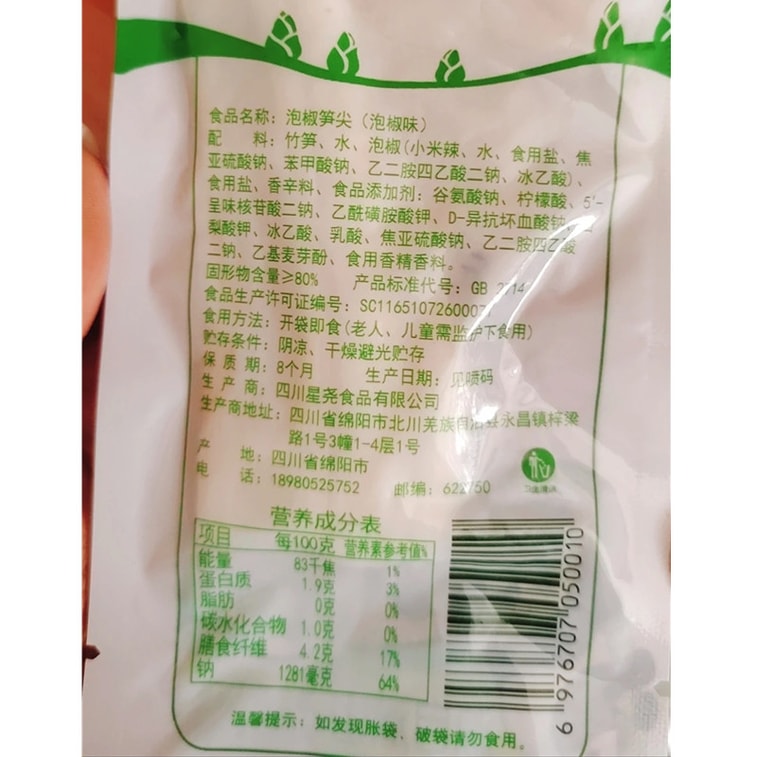 食品名称：泡椒笋尖（泡椒味）
配 料：竹笋、水、泡椒(小米辣、水、食用盐、焦
亚硫酸钠、苯甲酸钠、乙二胺四乙酸二钠、冰乙酸)、
食用盐、香辛料、食品添加剂：谷氨酸钠、柠檬酸、5'-
呈味核苷酸二钠、乙酰磺胺酸钾、D-异抗坏血酸钠、
梨酸钾、冰乙酸、乳酸、焦亚硫酸钠、乙二胺四乙酸
二钠、乙基麦芽酚、食用香精香料。
固形物含量≥80% 产品标准代号：GB
食品生产许可证编号：
食用方法：开袋即食(老人、儿童需监护下食用)
贮存条件：阴凉、干燥避光贮存
保 质 期：8个月 生产日期：见喷码
生 产 商：四川星尧食品有限公司
生产商地址：四川省绵阳市北川羌族自治县永昌镇梓梁
路1号3幢1-4层1号
产 地：四川省绵阳市
电 话：18980525752 邮编：
营养成分表
项目 每100克 营养素参考值%
能量 83千焦 1%
蛋白质 1.9克 3%
脂肪 0克 0%
碳水化合物 1.0克 0%
膳食纤维 4.2克 17%
钠 1281毫克 64%
6 976707 050010
温馨提示：如发现胀袋、破袋请勿食用。